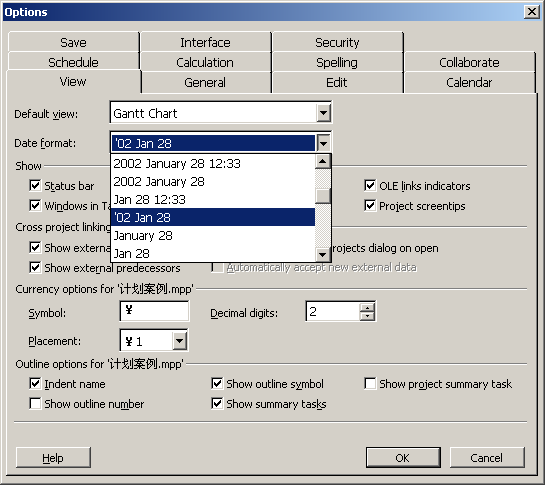 Options
Save Interface Security
Schedule Calculation Spelling Collaborate
View General Edit Calendar
Default view: Gantt Chart
Date format: '02 Jan 28
2002 January 28 12:33
2002 January 28
Jan 28 12:33
'02 Jan 28
January 28
Jan 28
Show
Status bar OLE links indicators
Windows in Ta Project screentips
Cross project linking
Show external rojects dialog on open
Show external predecessors Automatically accept new external data
Currency options for '计划案例.mpp'
Symbol: ¥ Decimal digits: 2
Placement: ¥ 1
Outline options for '计划案例.mpp'
Indent name Show outline symbol Show project summary task
Show outline number Show summary tasks
Help OK Cancel